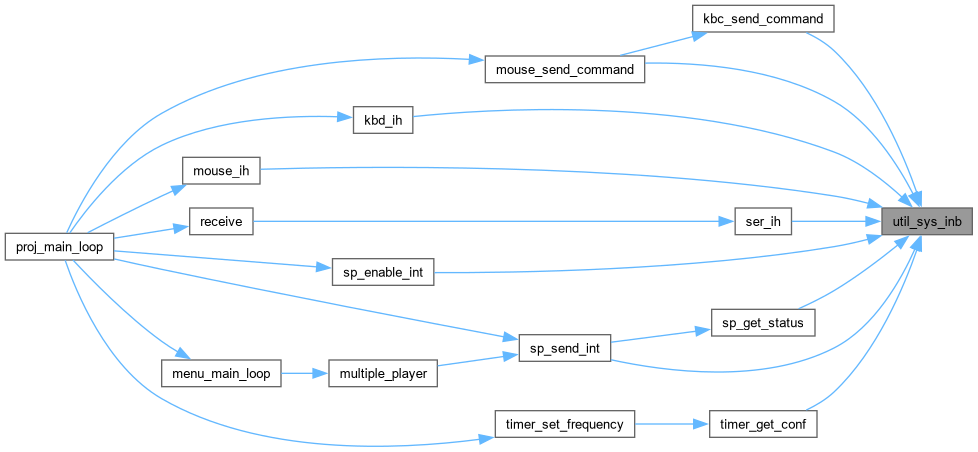 kbc_send_command
mouse_send_command
kbd_ih
mouse_ih
receive
ser_ih
util_sys_inb
proj_main_loop
sp_enable_int
sp_get_status
sp_send_int
menu_main_loop
multiple_player
timer_set_frequency
timer_get_conf